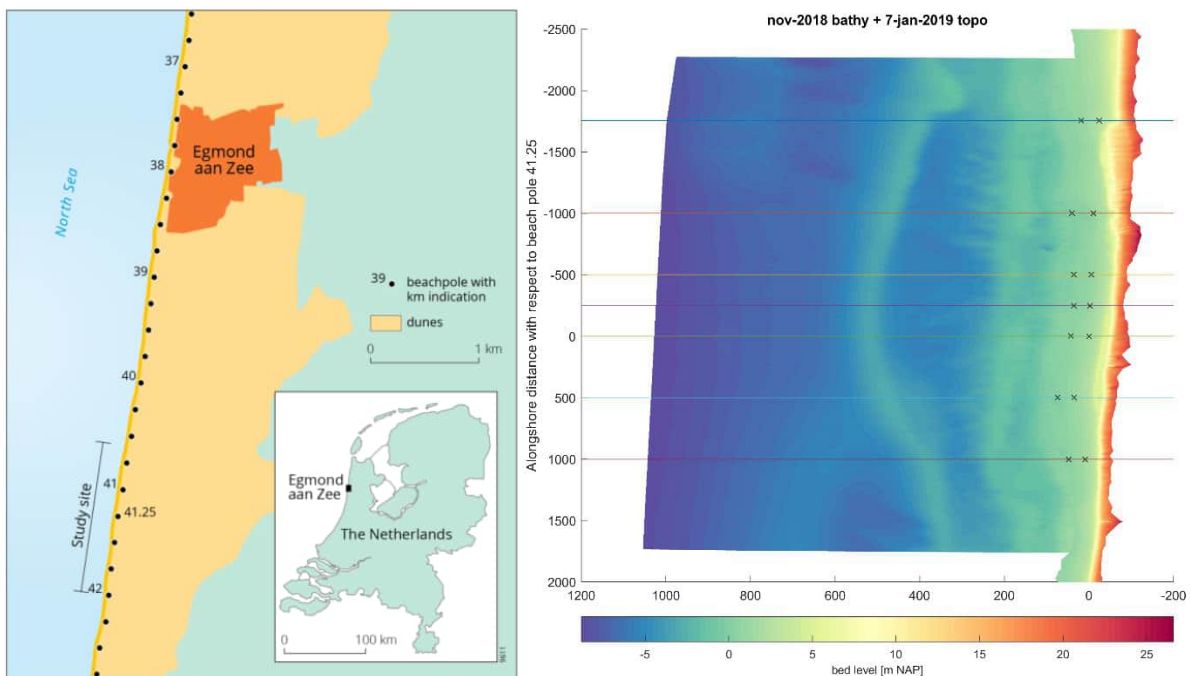 37
Egmond
aan Zee
38
North Sea
39
39 beachpole with
km indication
dunes
0 1 km
40
Study site
41
41.25
42
Egmond
aan Zee
The Netherlands
0 100 km
9611
nov-2018 bathy + 7-jan-2019 topo
Alongshore distance with respect to beach pole 41.25
-2500
-2000
-1500
-1000
-500
0
500
1000
1500
2000
1200 1000 800 600 400 200 0 -200
-5 0 5 10 15 20 25
bed level [m NAP]